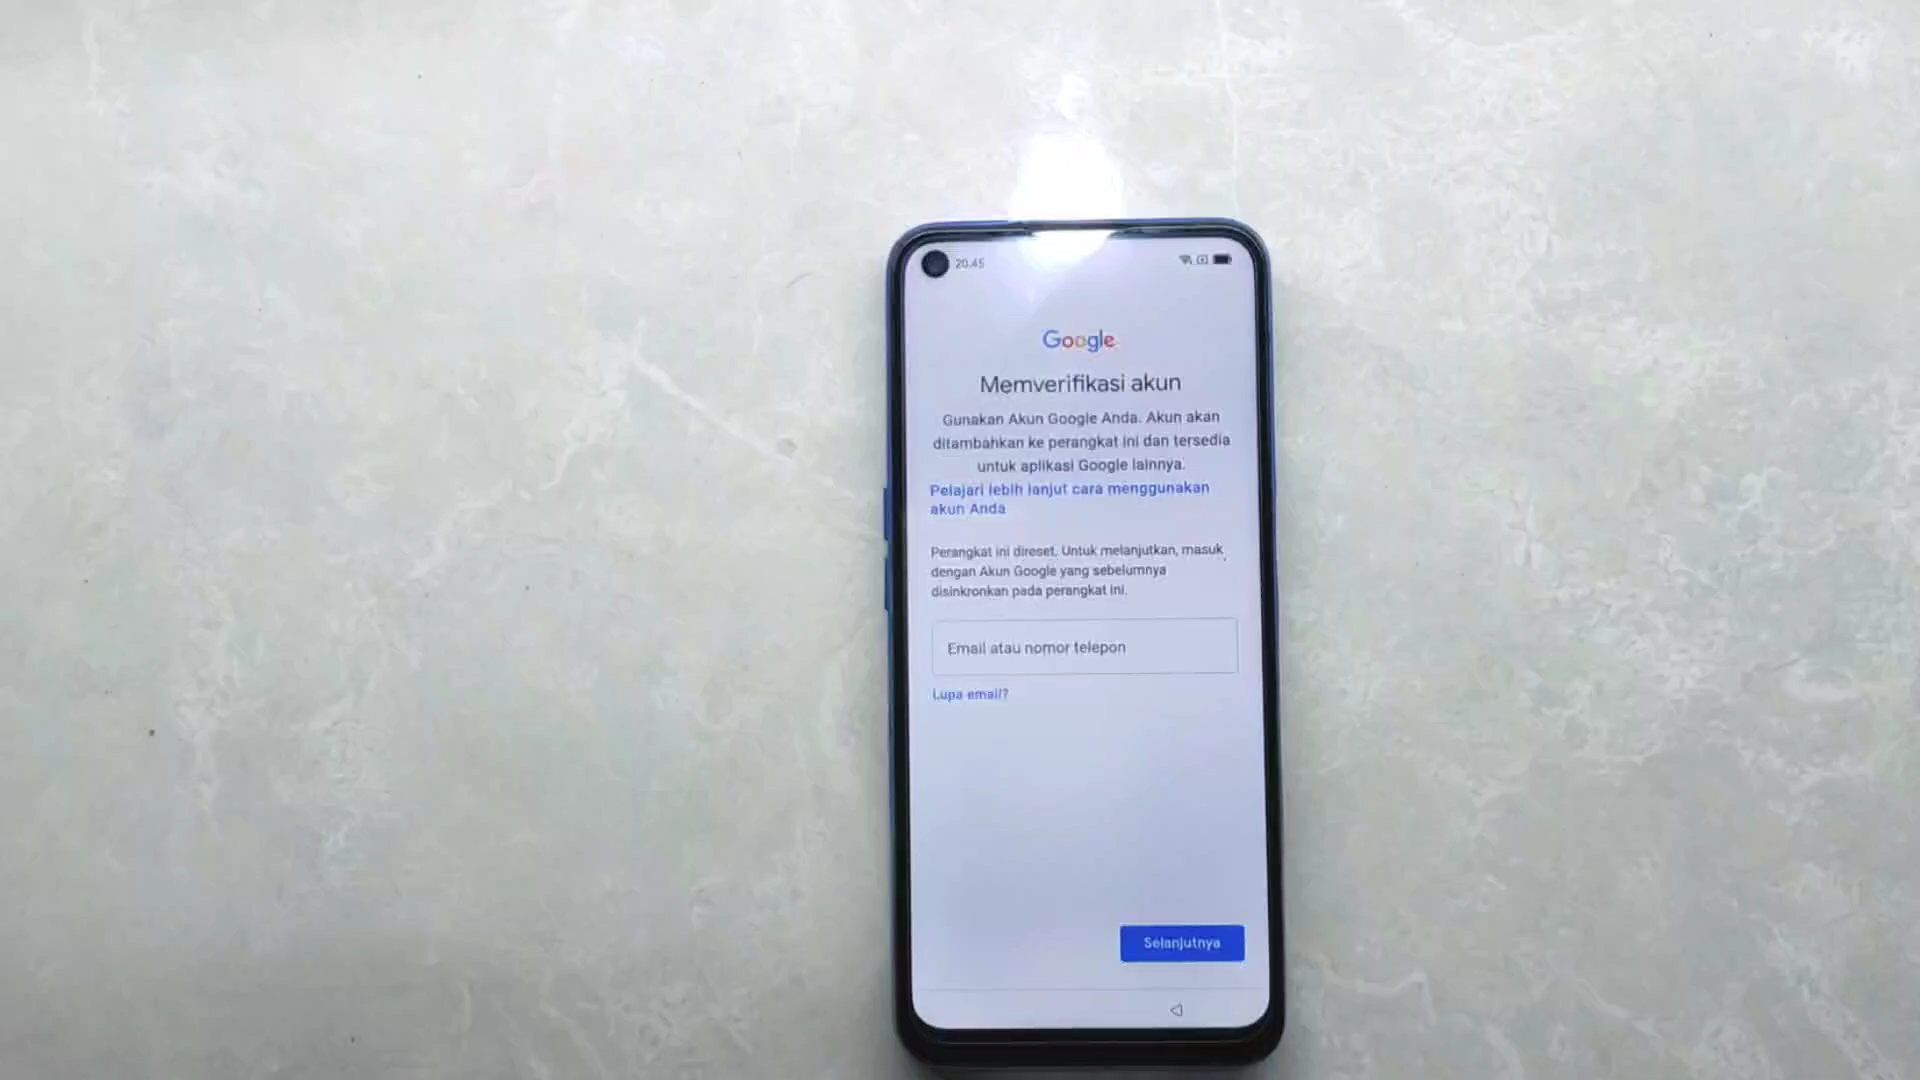 20.45
Google
Memverifikasi akun
Gunakan Akun Google Anda. Akun akan
ditambahkan ke perangkat ini dan tersedia
untuk aplikasi Google lainnya.
Pelajari lebih lanjut cara menggunakan
akun Anda
Perangkat ini direset. Untuk melanjutkan, masuk
dengan Akun Google yang sebelumnya
disinkronkan pada perangkat ini.
Email atau nomor telepon
Lupa email?
Selanjutnya